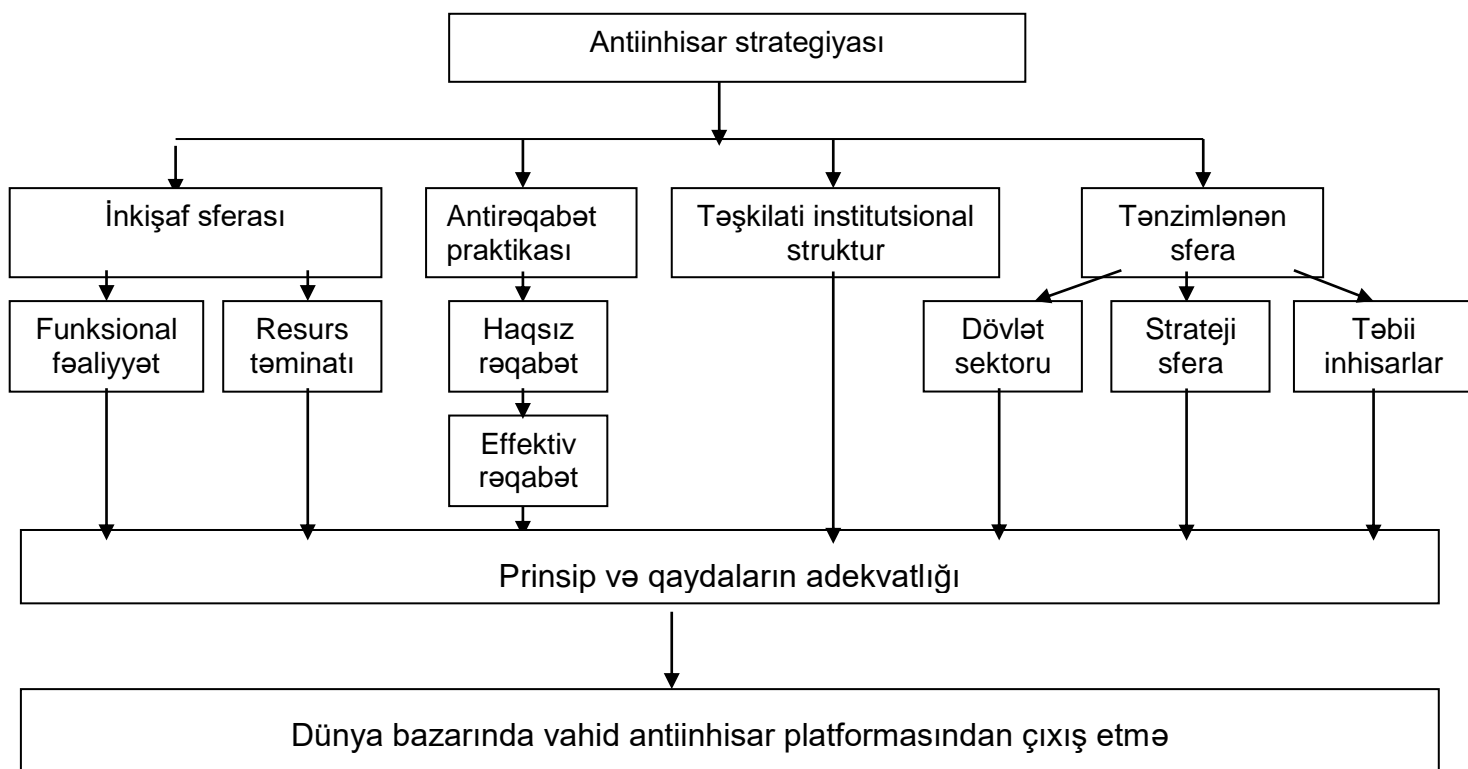 Antiinhisar strategiyası
İnkişaf sferası
Antirəqabət
praktikası
Təşkilati institutsional
struktur
Tənzimlənən
sfera
Funksional
fəaliyyət
Resurs
təminatı
Haqsız
rəqabət
Dövlət
sektoru
Strateji
sfera
Təbii
inhisarlar
Effektiv
rəqabət
Prinsip və qaydaların adekvatlığı
Dünya bazarında vahid antiinhisar platformasından çıxış etmə